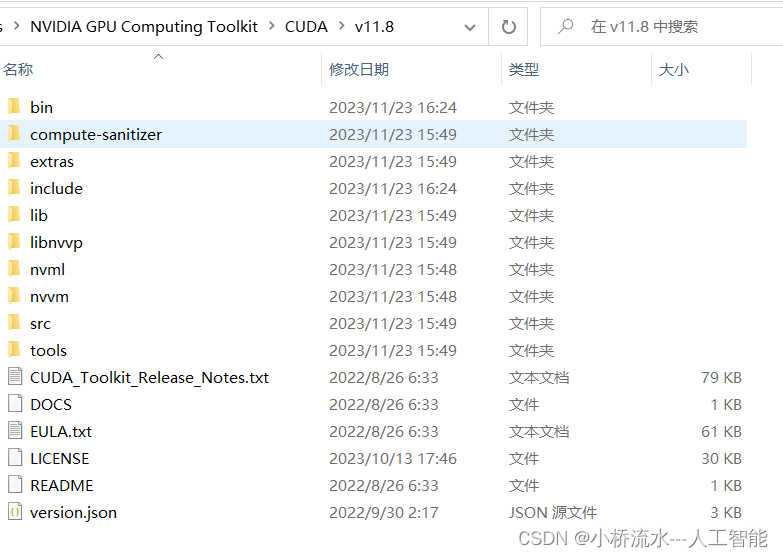 s > NVIDIA GPU Computing Toolkit > CUDA > v11.8 在 v11.8 中搜索
名称 修改日期 类型 大小
bin 2023/11/23 16:24 文件夹
compute-sanitizer 2023/11/23 15:49 文件夹
extras 2023/11/23 15:49 文件夹
include 2023/11/23 16:24 文件夹
lib 2023/11/23 15:49 文件夹
libnvvp 2023/11/23 15:49 文件夹
nvml 2023/11/23 15:48 文件夹
nvvm 2023/11/23 15:48 文件夹
src 2023/11/23 15:49 文件夹
tools 2023/11/23 15:49 文件夹
CUDA_Toolkit_Release_Notes.txt 2022/8/26 6:33 文本文档 79 KB
DOCS 2022/8/26 6:33 文件 1 KB
EULA.txt 2022/8/26 6:33 文本文档 61 KB
LICENSE 2023/10/13 17:46 文件 30 KB
README 2022/8/26 6:33 文件 1 KB
version.json 2022/9/30 2:17 JSON 源文件 3 KB
CSDN @小桥流水---人工智能